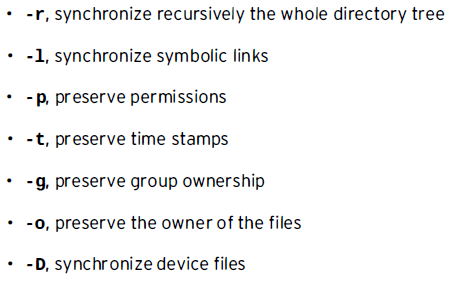 • -r, synchronize recursively the whole directory tree
• -l, synchronize symbolic links
• -p, preserve permissions
• -t, preserve time stamps
• -g, preserve group ownership
• -o, preserve the owner of the files
• -D, synchronize device files